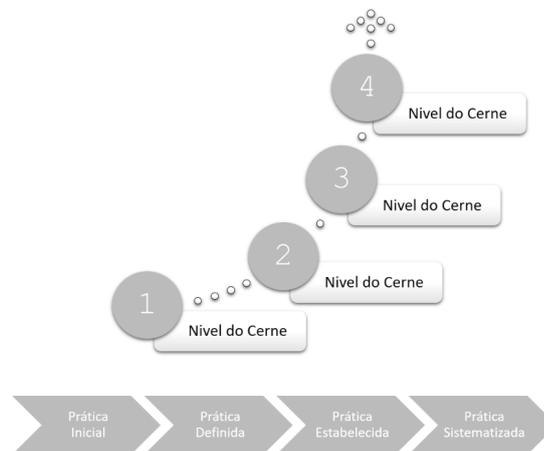 4
Nivel do Cerne
3
Nivel do Cerne
2
Nivel do Cerne
1
Nivel do Cerne
Prática
Inicial
Prática
Definida
Prática
Estabelecida
Prática
Sistematizada